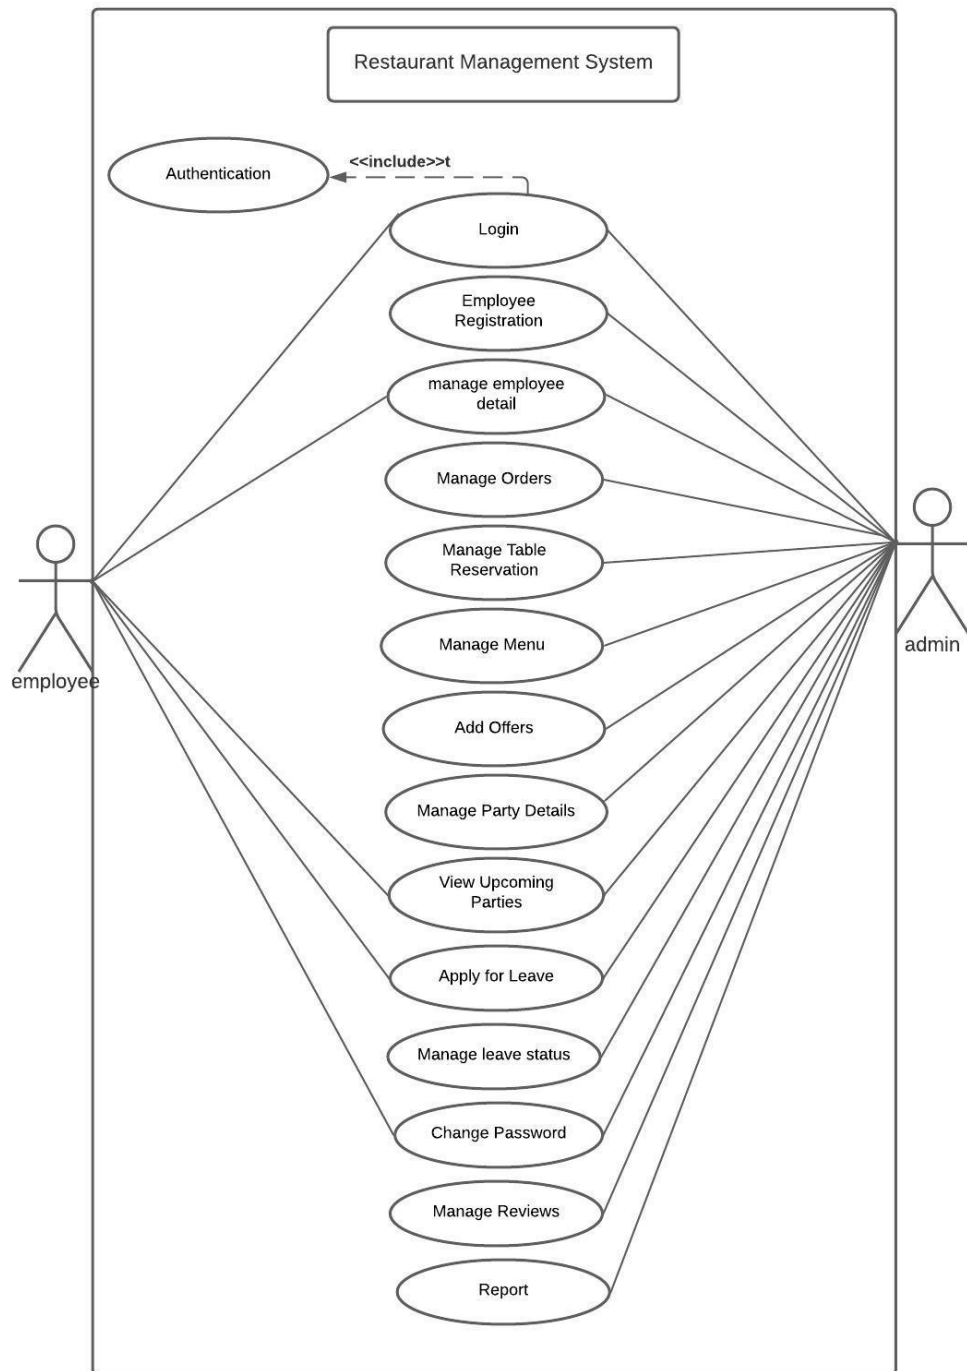 Restaurant Management System
<<include>>t
Authentication
Login
Employee
Registration
manage employee
detail
Manage Orders
Manage Table
Reservation
admin
Manage Menu
employee
Add Offers
Manage Party Details
View Upcoming
Parties
Apply for Leave
Manage leave status
Change Password
Manage Reviews
Report